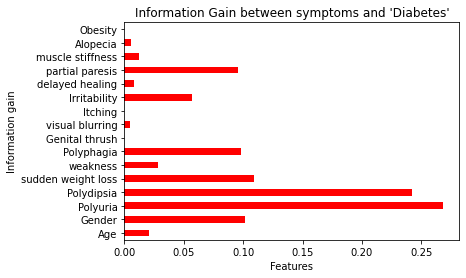 Information Gain between symptoms and 'Diabetes'
Information gain
Obesity
Alopecia
muscle stiffness
partial paresis
delayed healing
Irritability
Itching
visual blurring
Genital thrush
Polyphagia
weakness
sudden weight loss
Polydipsia
Polyuria
Gender
Age
0.00 0.05 0.10 0.15 0.20 0.25
Features